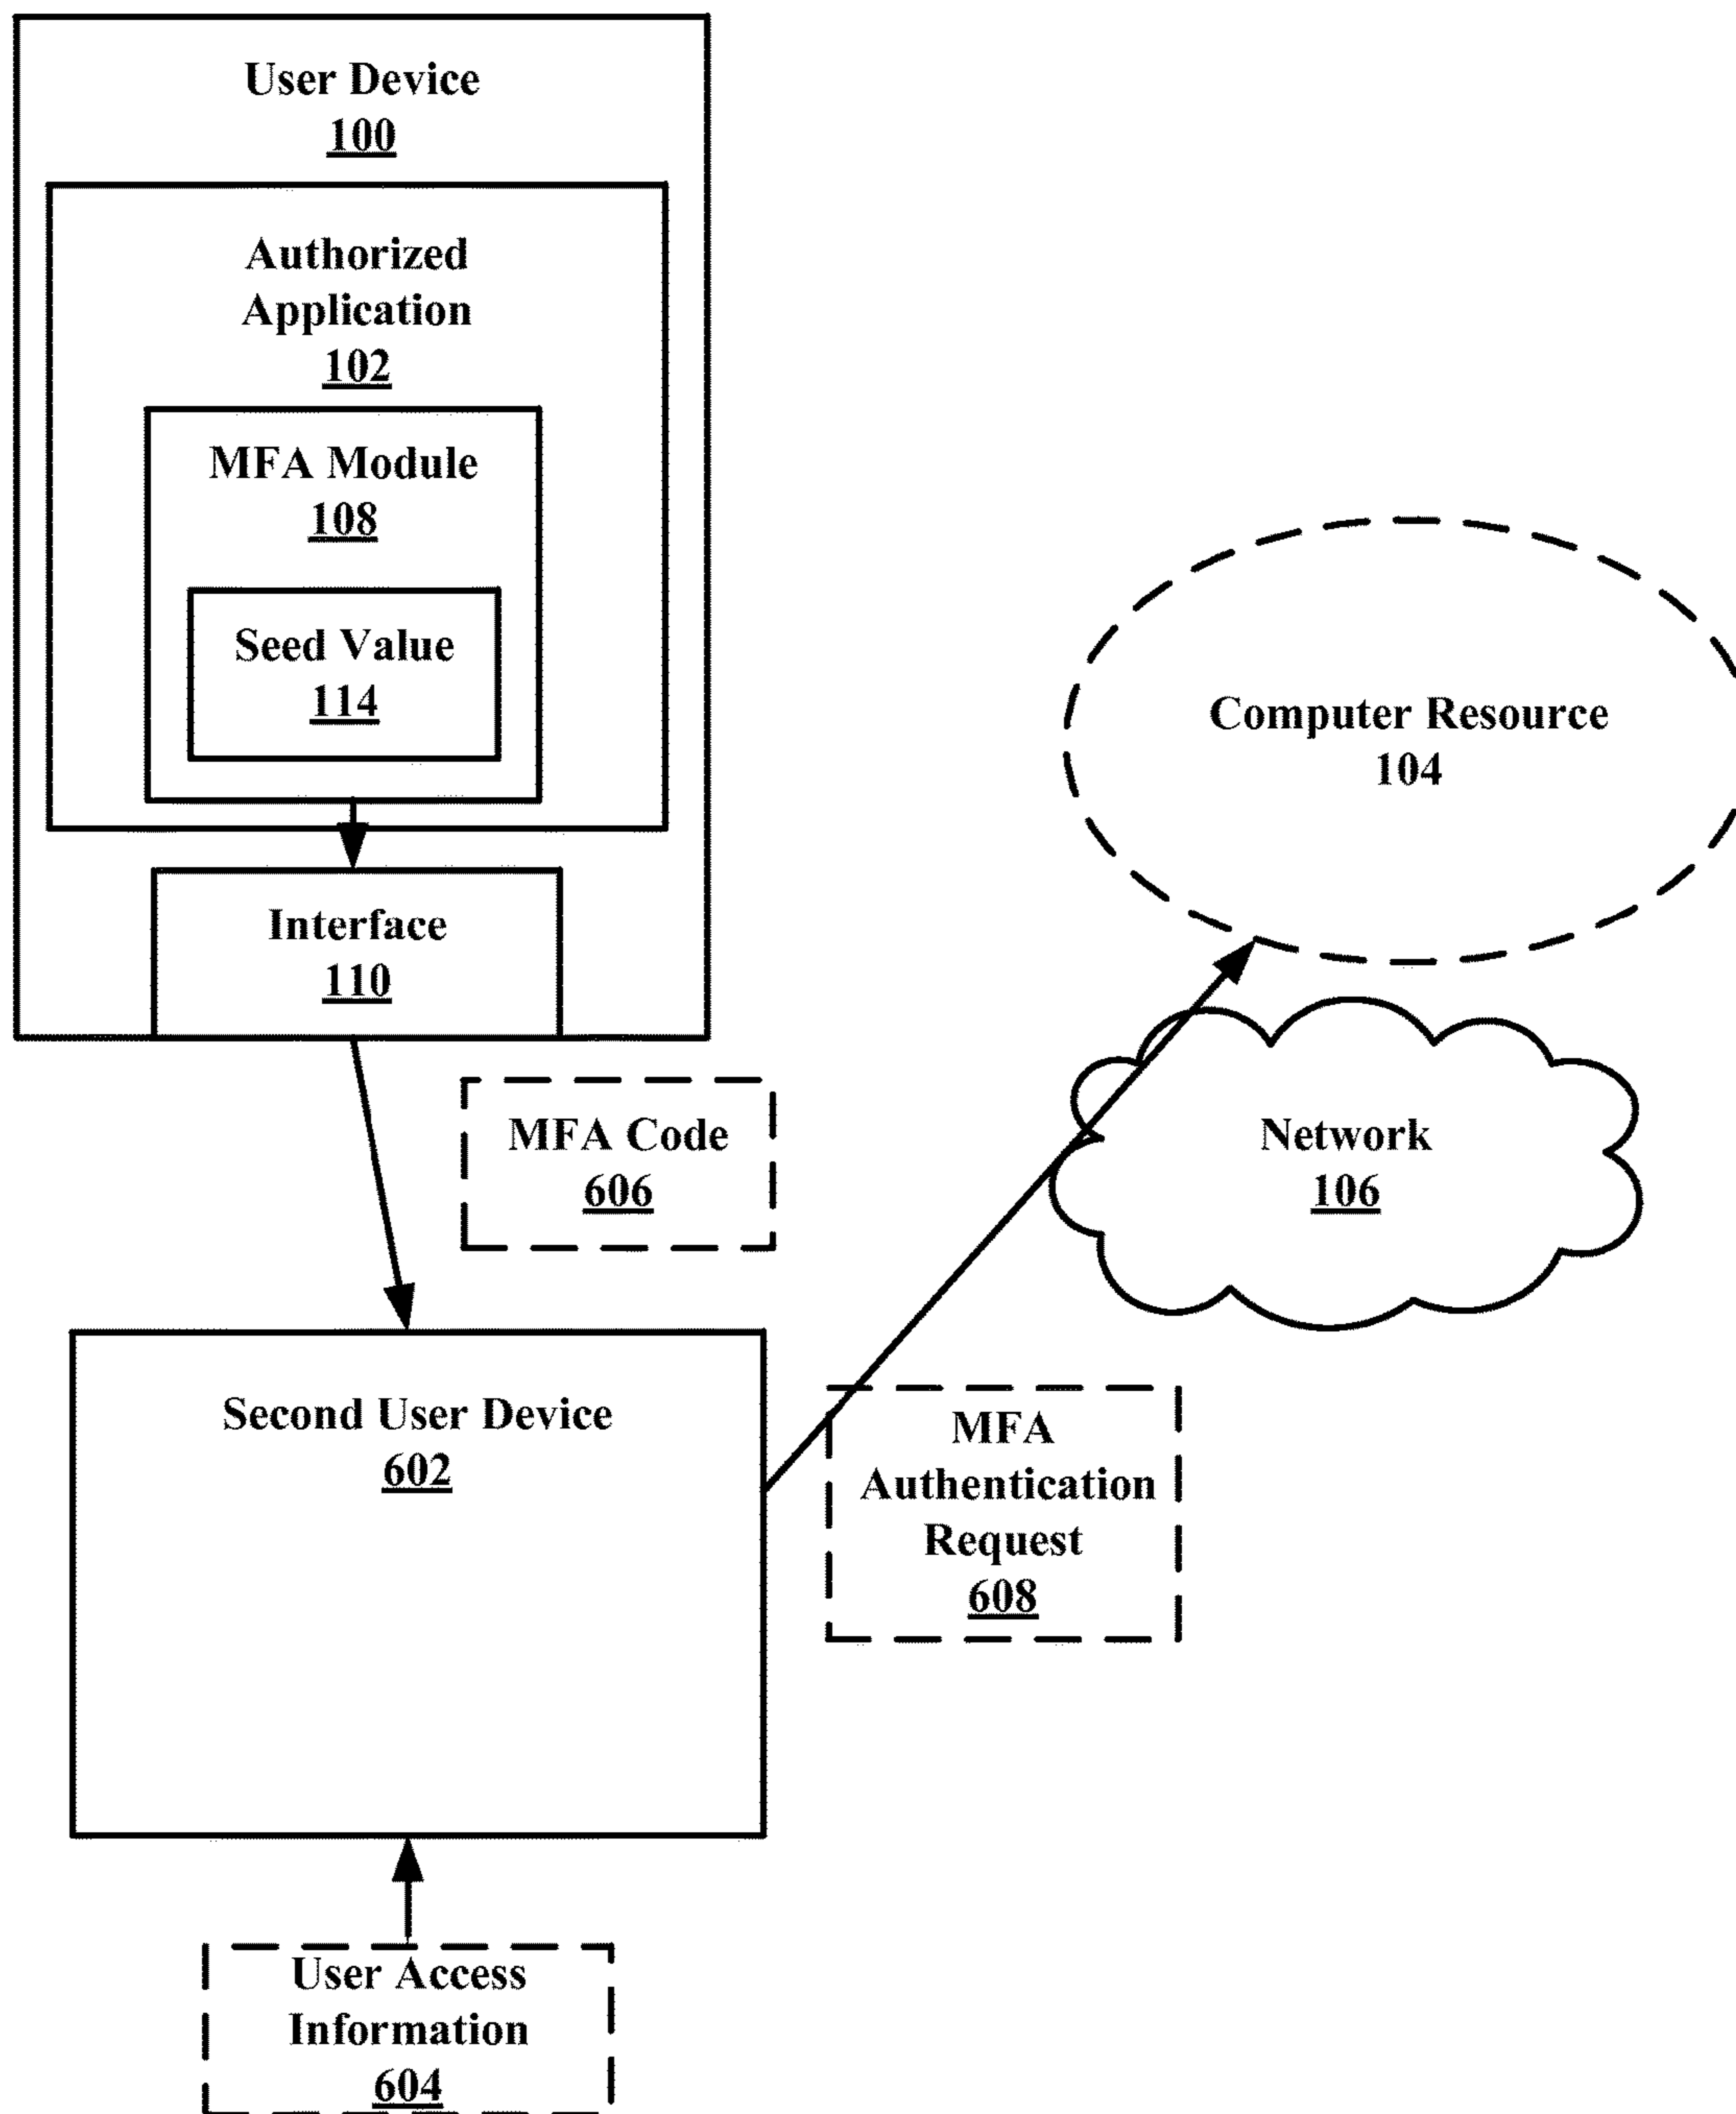 User Device
100
Authorized
Application
102
MFA Module
108
Seed Value
114
Interface
110
Computer Resource
104
MFA Code
606
Network
106
Second User Device
602
MFA
Authentication
Request
608
User Access
Information
604